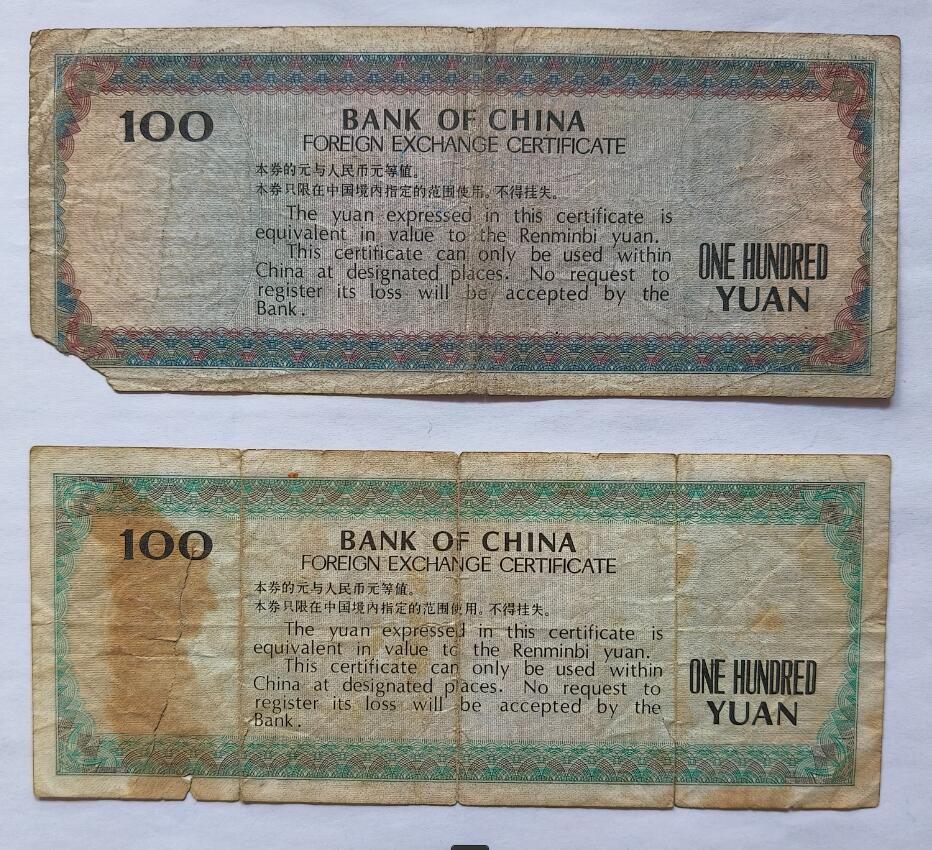 100
BANK OF CHINA
FOREIGN EXCHANGE CERTIFICATE
本券的元与人民币元等值。
本券只限在中国境内指定的范围使用。不得挂失。
The yuan expressed in this certificate is
equivalent in value to the Renminbi yuan.
This certificate can only be used within
China at designated places. No request to
register its loss will be accepted by the
Bank.
ONE HUNDRED
YUAN
100
BANK OF CHINA
FOREIGN EXCHANGE CERTIFICATE
本券的元与人民币元等值。
本券只限在中国境内指定的范围使用。不得挂失。
The yuan expressed in this certificate is
equivalent in value to the Renminbi yuan.
This certificate can only be used within
China at designated places. No request to
register its loss will be accepted by the
Bank.
ONE HUNDRED
YUAN